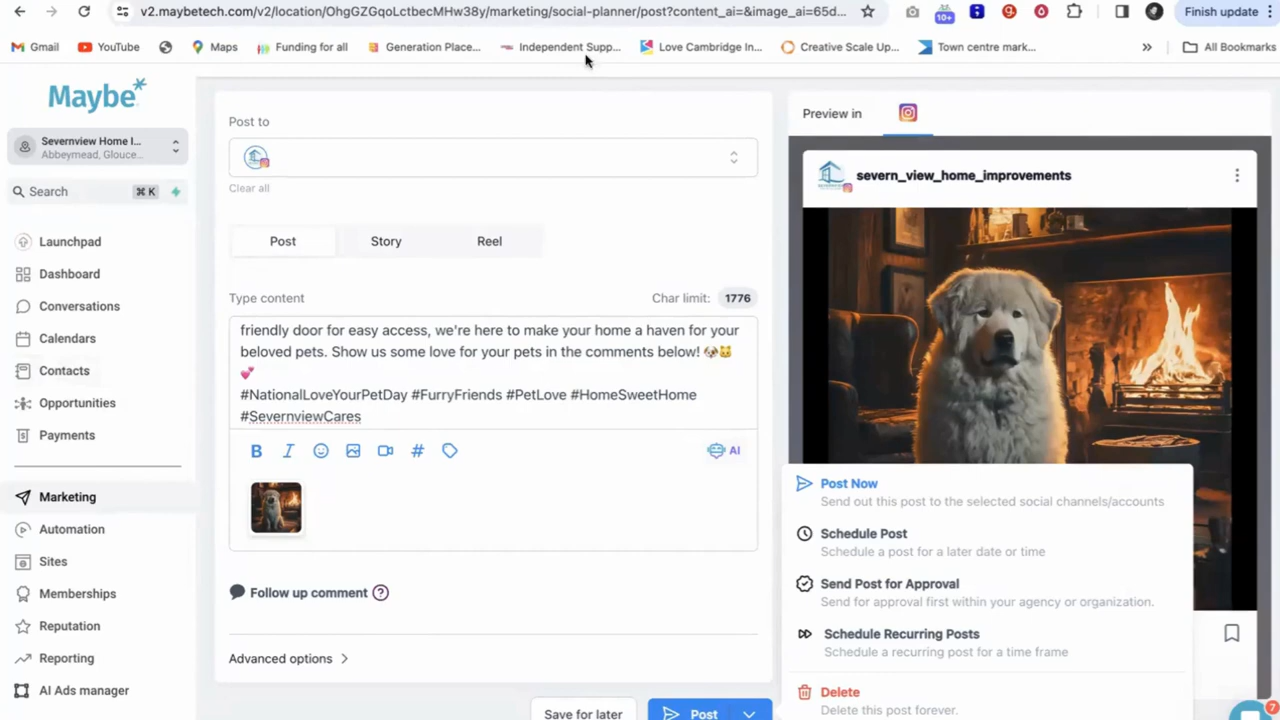 v2.maybetech.com/v2/location/OhgGZGqoLctbecMHw38y/marketing/social-planner/post?content_ai=&image_ai=65d...
10+
Finish update
Gmail
YouTube
Maps
Funding for all
Generation Place...
Independent Supp...
Love Cambridge In...
Creative Scale Up...
Town centre mark...
»
All Bookmarks
Maybe*
Severnview Home I...
Abbeymead, Glouce...
Search
⌘ K
Launchpad
Dashboard
Conversations
Calendars
Contacts
Opportunities
Payments
Marketing
Automation
Sites
Memberships
Reputation
Reporting
AI Ads manager
Post to
Clear all
Post
Story
Reel
Type content
Char limit: 1776
friendly door for easy access, we're here to make your home a haven for your
beloved pets. Show us some love for your pets in the comments below! 🐶🐱
💕
#NationalLoveYourPetDay #FurryFriends #PetLove #HomeSweetHome
#SevernviewCares
B I # AI
Follow up comment ?
Advanced options
Save for later
Post
Preview in
severn_view_home_improvements
Post Now
Send out this post to the selected social channels/accounts
Schedule Post
Schedule a post for a later date or time
Send Post for Approval
Send for approval first within your agency or organization.
Schedule Recurring Posts
Schedule a recurring post for a time frame
Delete
Delete this post forever.
7